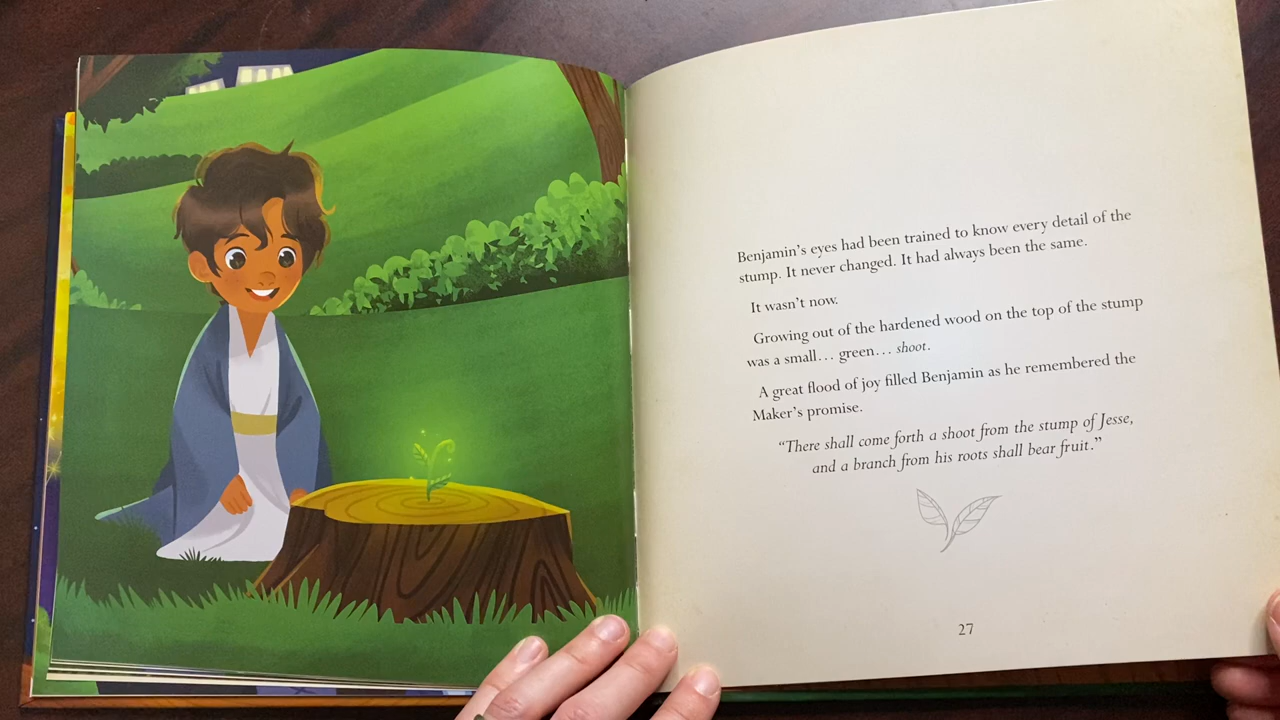 Benjamin’s eyes had been trained to know every detail of the
stump. It never changed. It had always been the same.
It wasn’t now.
Growing out of the hardened wood on the top of the stump
was a small… green… shoot.
A great flood of joy filled Benjamin as he remembered the
Maker’s promise.
“There shall come forth a shoot from the stump of Jesse,
and a branch from his roots shall bear fruit.”
27